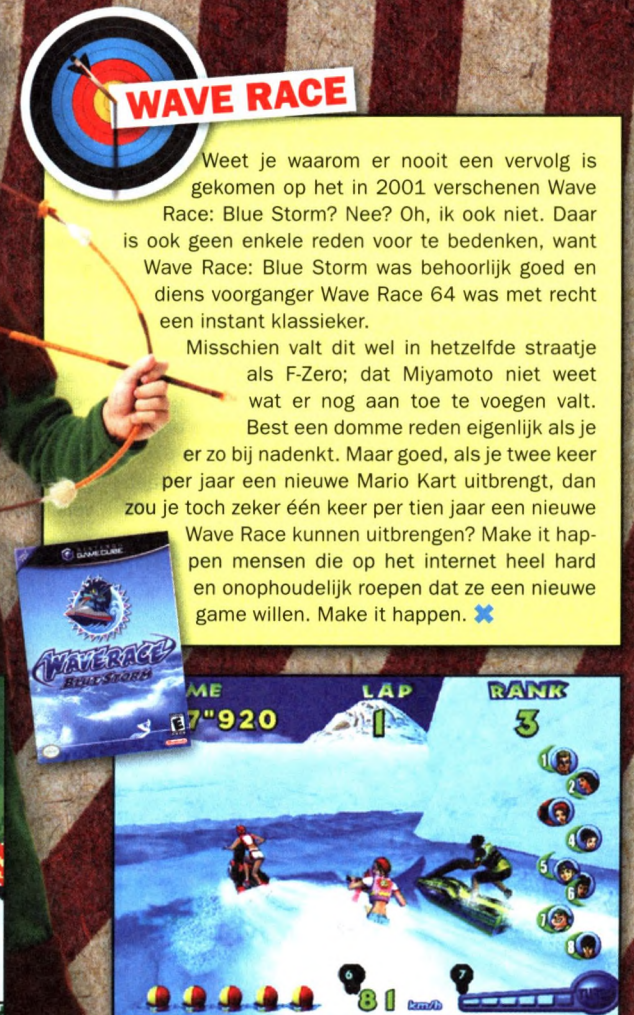 WAVE RACE
Weet je waarom er nooit een vervolg is
gekomen op het in 2001 verschenen Wave
Race: Blue Storm? Nee? Oh, ik ook niet. Daar
is ook geen enkele reden voor te bedenken, want
Wave Race: Blue Storm was behoorlijk goed en
diens voorganger Wave Race 64 was met recht
een instant klassieker.
Misschien valt dit wel in hetzelfde straatje
als F-Zero; dat Miyamoto niet weet
wat er nog aan toe te voegen valt.
Best een domme reden eigenlijk als je
er zo bij nadenkt. Maar goed, als je twee keer
per jaar een nieuwe Mario Kart uitbrengt, dan
zou je toch zeker één keer per tien jaar een nieuwe
Wave Race kunnen uitbrengen? Make it hap-
pen mensen die op het internet heel hard
en onophoudelijk roepen dat ze een nieuwe
game willen. Make it happen.
NINTENDO
GAMECUBE
WAVERACE
BLUE STORM
E
Nintendo
ME LAP RANK
7"920 1 3
1
2
4
5
6
7
8
6 7
81 km/h